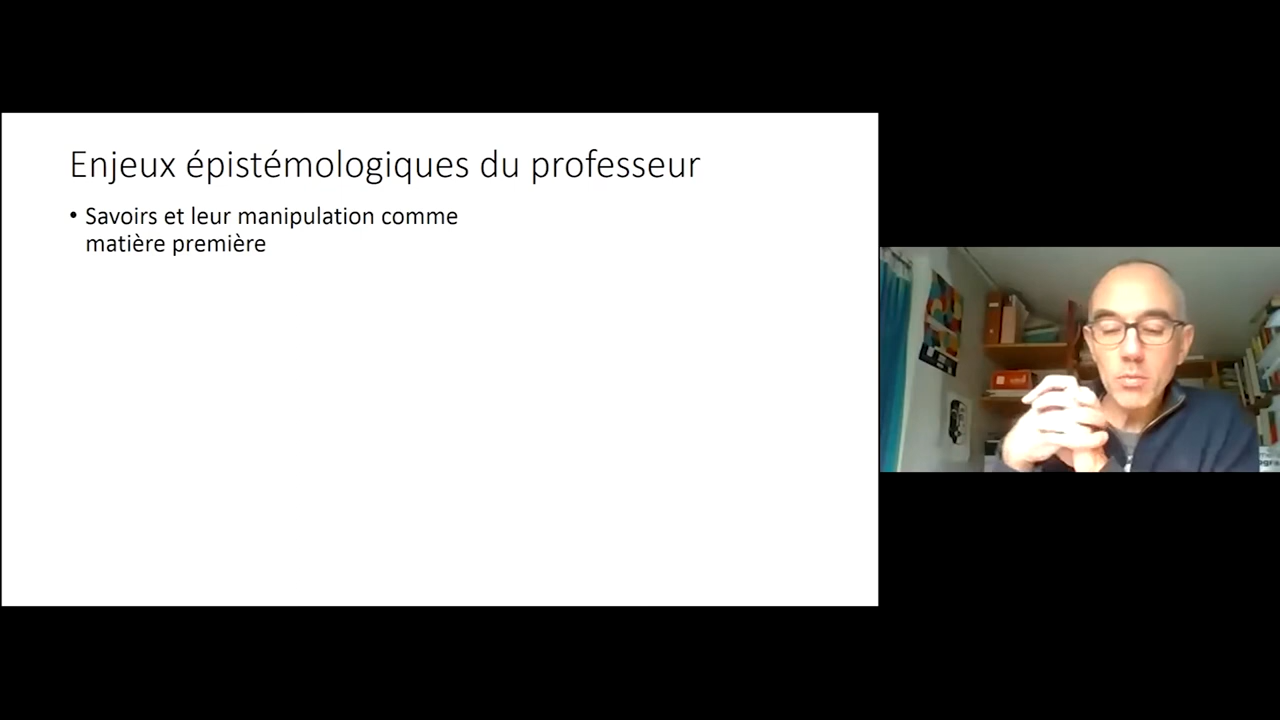 Enjeux épistémologiques du professeur
• Savoirs et leur manipulation comme
matière première